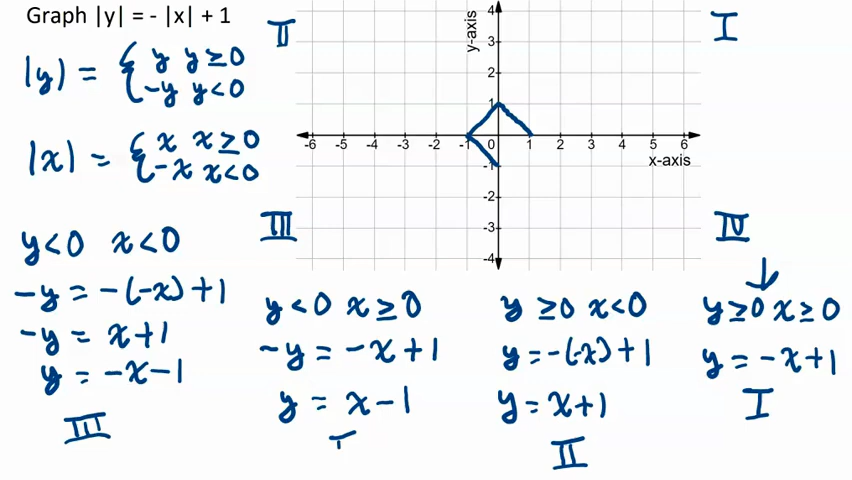 Graph |y| = - |x| + 1
|y| = { y y ≥ 0
{ -y y < 0
|x| = { x x ≥ 0
{ -x x < 0
II
I
III
IV
y-axis
4
3
2
1
-1
-2
-3
-4
-6 -5 -4 -3 -2 -1 0 1 2 3 4 5 6
x-axis
y < 0 x < 0
-y = -(-x) + 1
-y = x + 1
y = -x - 1
III
y < 0 x ≥ 0
-y = -x + 1
y = x - 1
y ≥ 0 x < 0
y = -(-x) + 1
y = x + 1
II
y ≥ 0 x ≥ 0
y = -x + 1
I